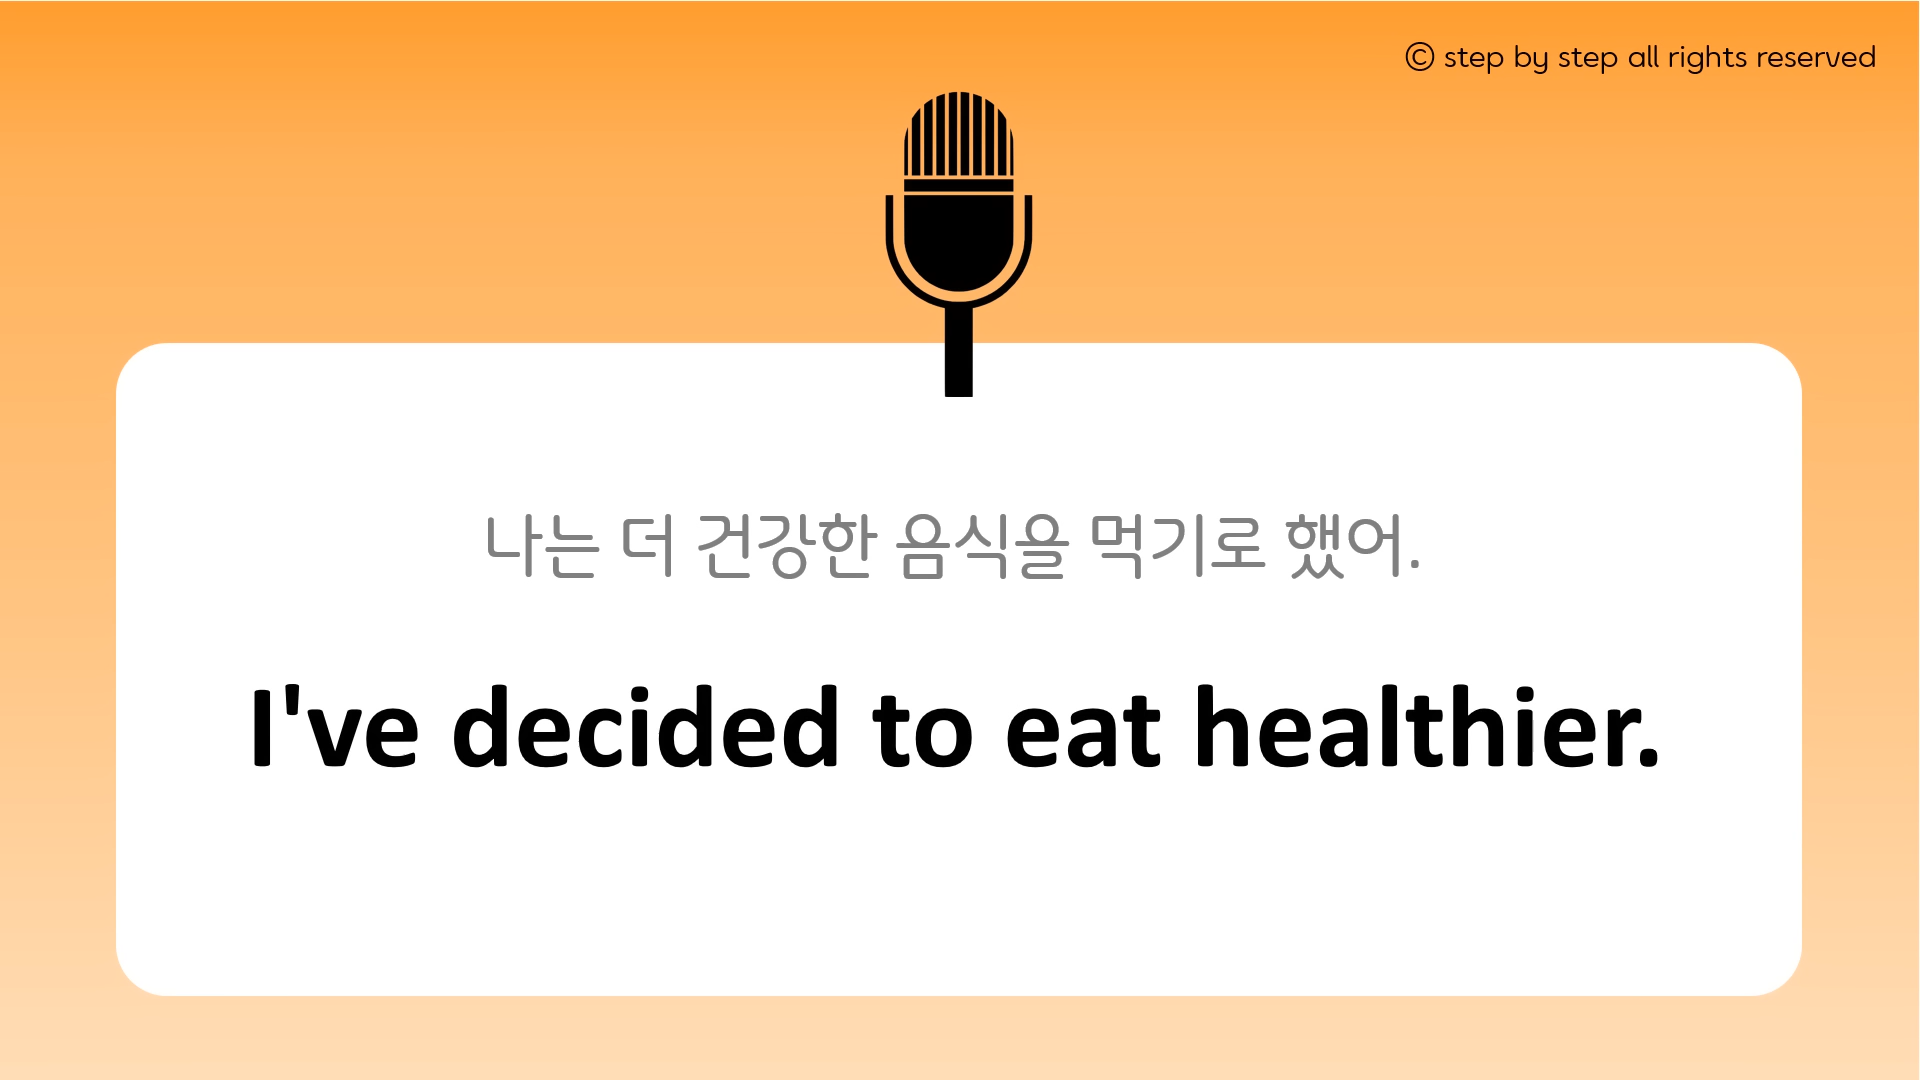 © step by step all rights reserved
나는 더 건강한 음식을 먹기로 했어.
I've decided to eat healthier.